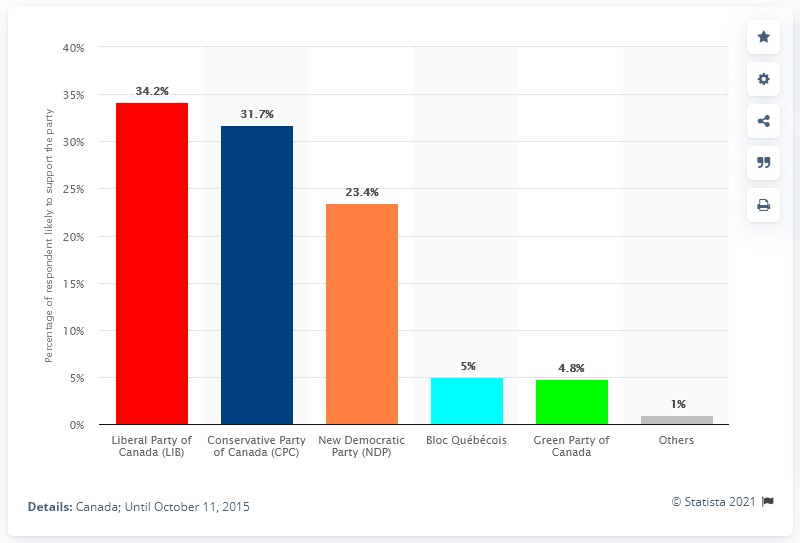 40%
35%
30%
25%
20%
15%
10%
5%
0%
Percentage of respondent likely to support the party
34.2%
31.7%
23.4%
5%
4.8%
1%
Liberal Party of
Canada (LIB)
Conservative Party
of Canada (CPC)
New Democratic
Party (NDP)
Bloc Québécois
Green Party of
Canada
Others
Details: Canada; Until October 11, 2015
© Statista 2021